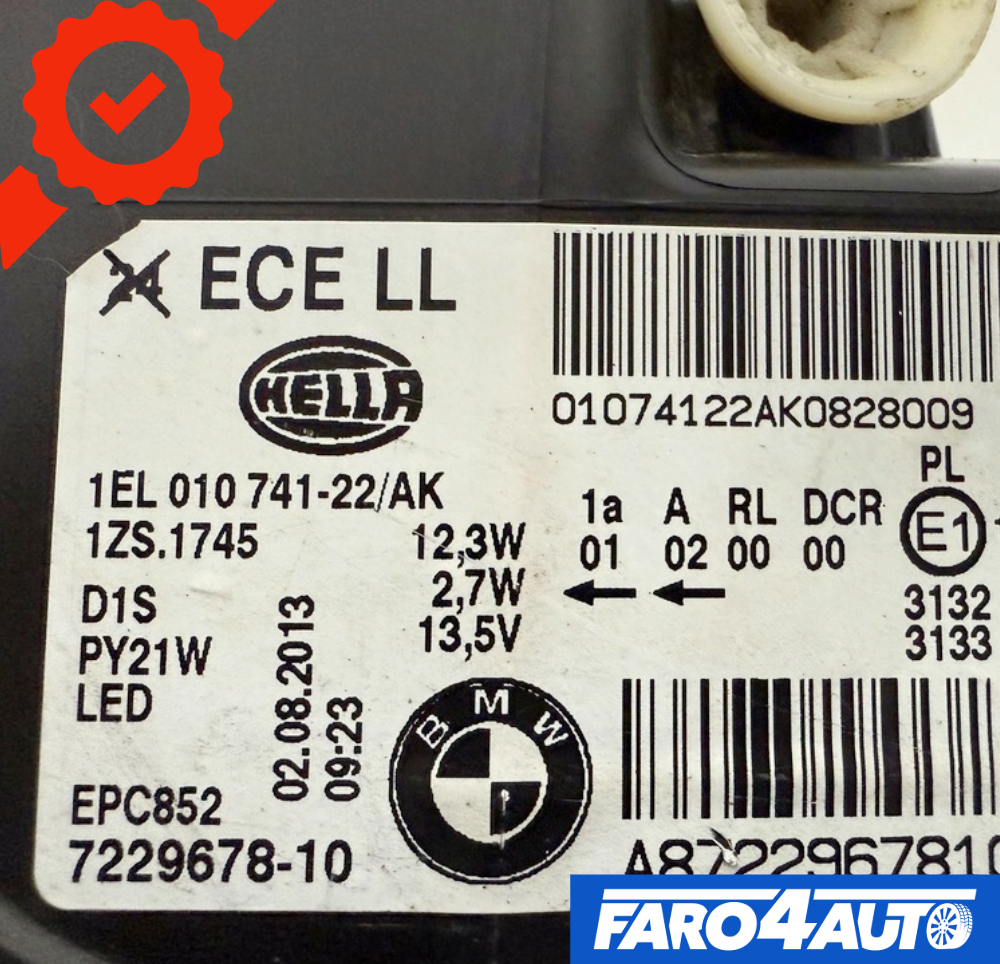 24 ECE LL
HELLA
01074122AK0828009
1EL 010 741-22/AK
1ZS.1745
12,3W
2,7W
13,5V
1a A RL DCR
01 02 00 00
PL
E1
3132
3133
D1S
PY21W
LED
02.08.2013
09:23
BMW
EPC852
7229678-10
A8722967810
FARO4AUTO